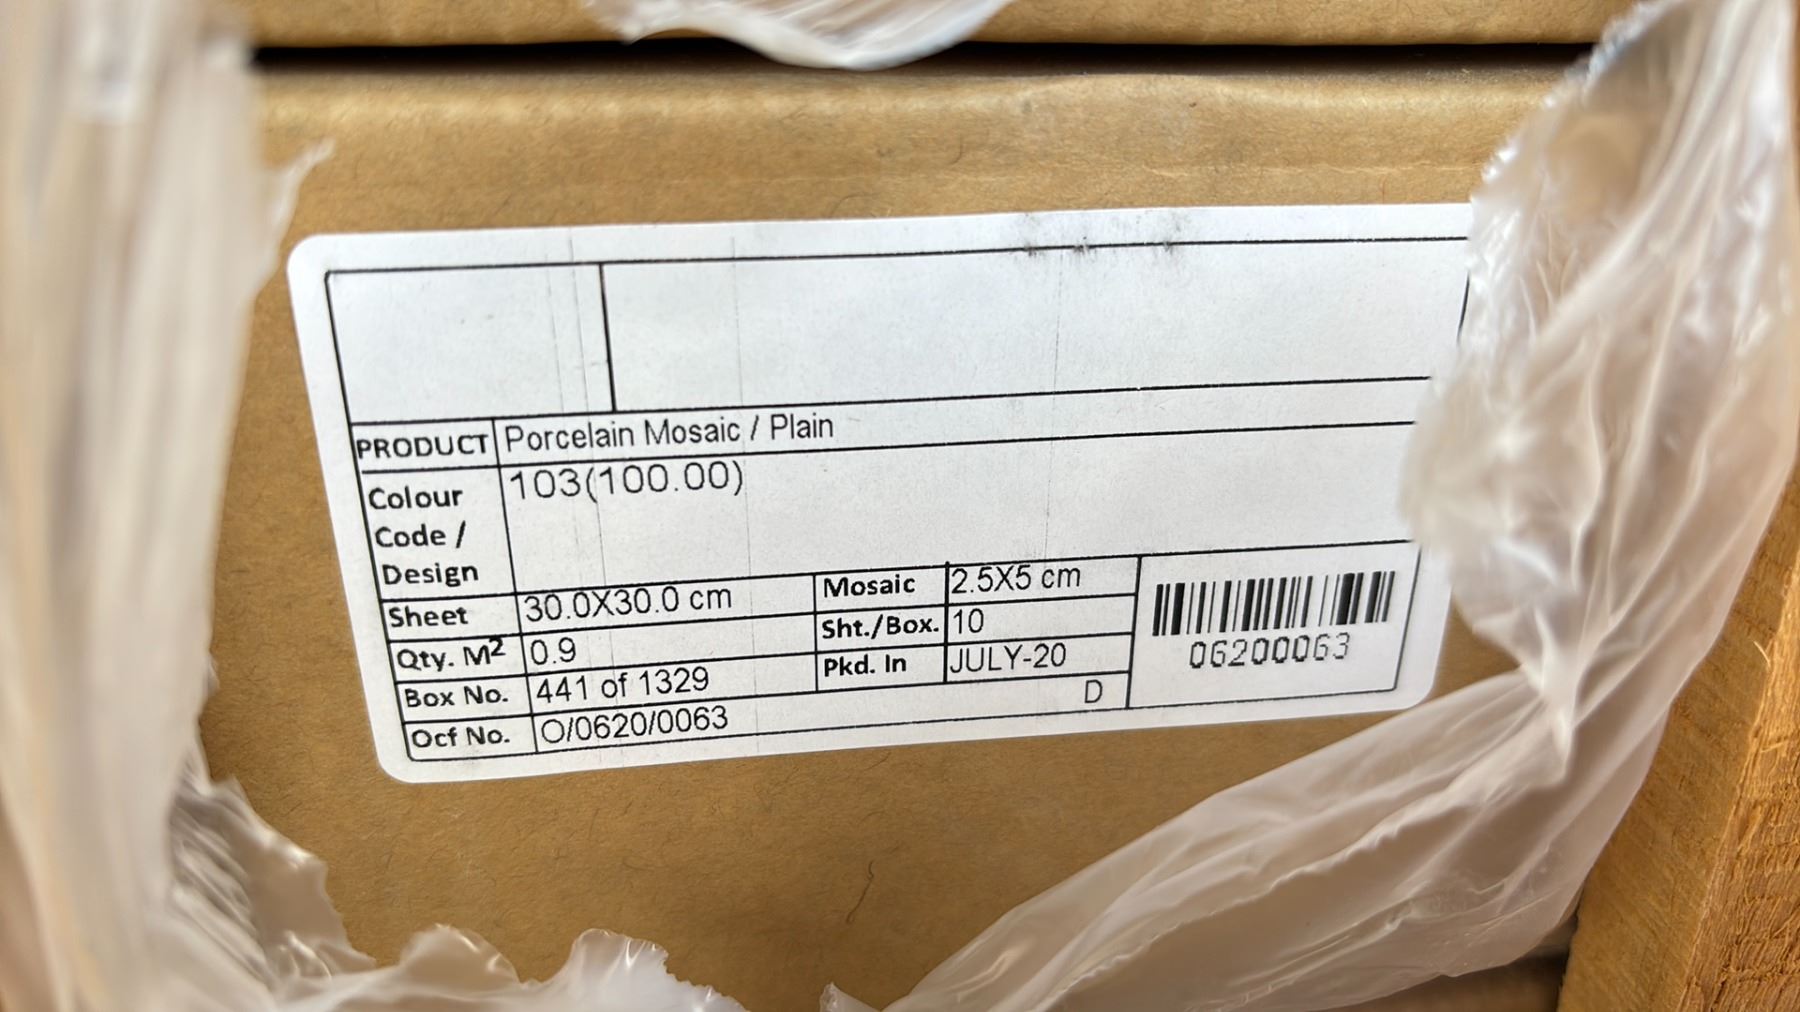 PRODUCT Porcelain Mosaic / Plain
Colour Code / Design 103(100.00)
Sheet 30.0X30.0 cm Mosaic 2.5X5 cm
Qty. M² 0.9 Sht./Box. 10
Box No. 441 of 1329 Pkd. In JULY-20
Ocf No. O/0620/0063 D
06200063